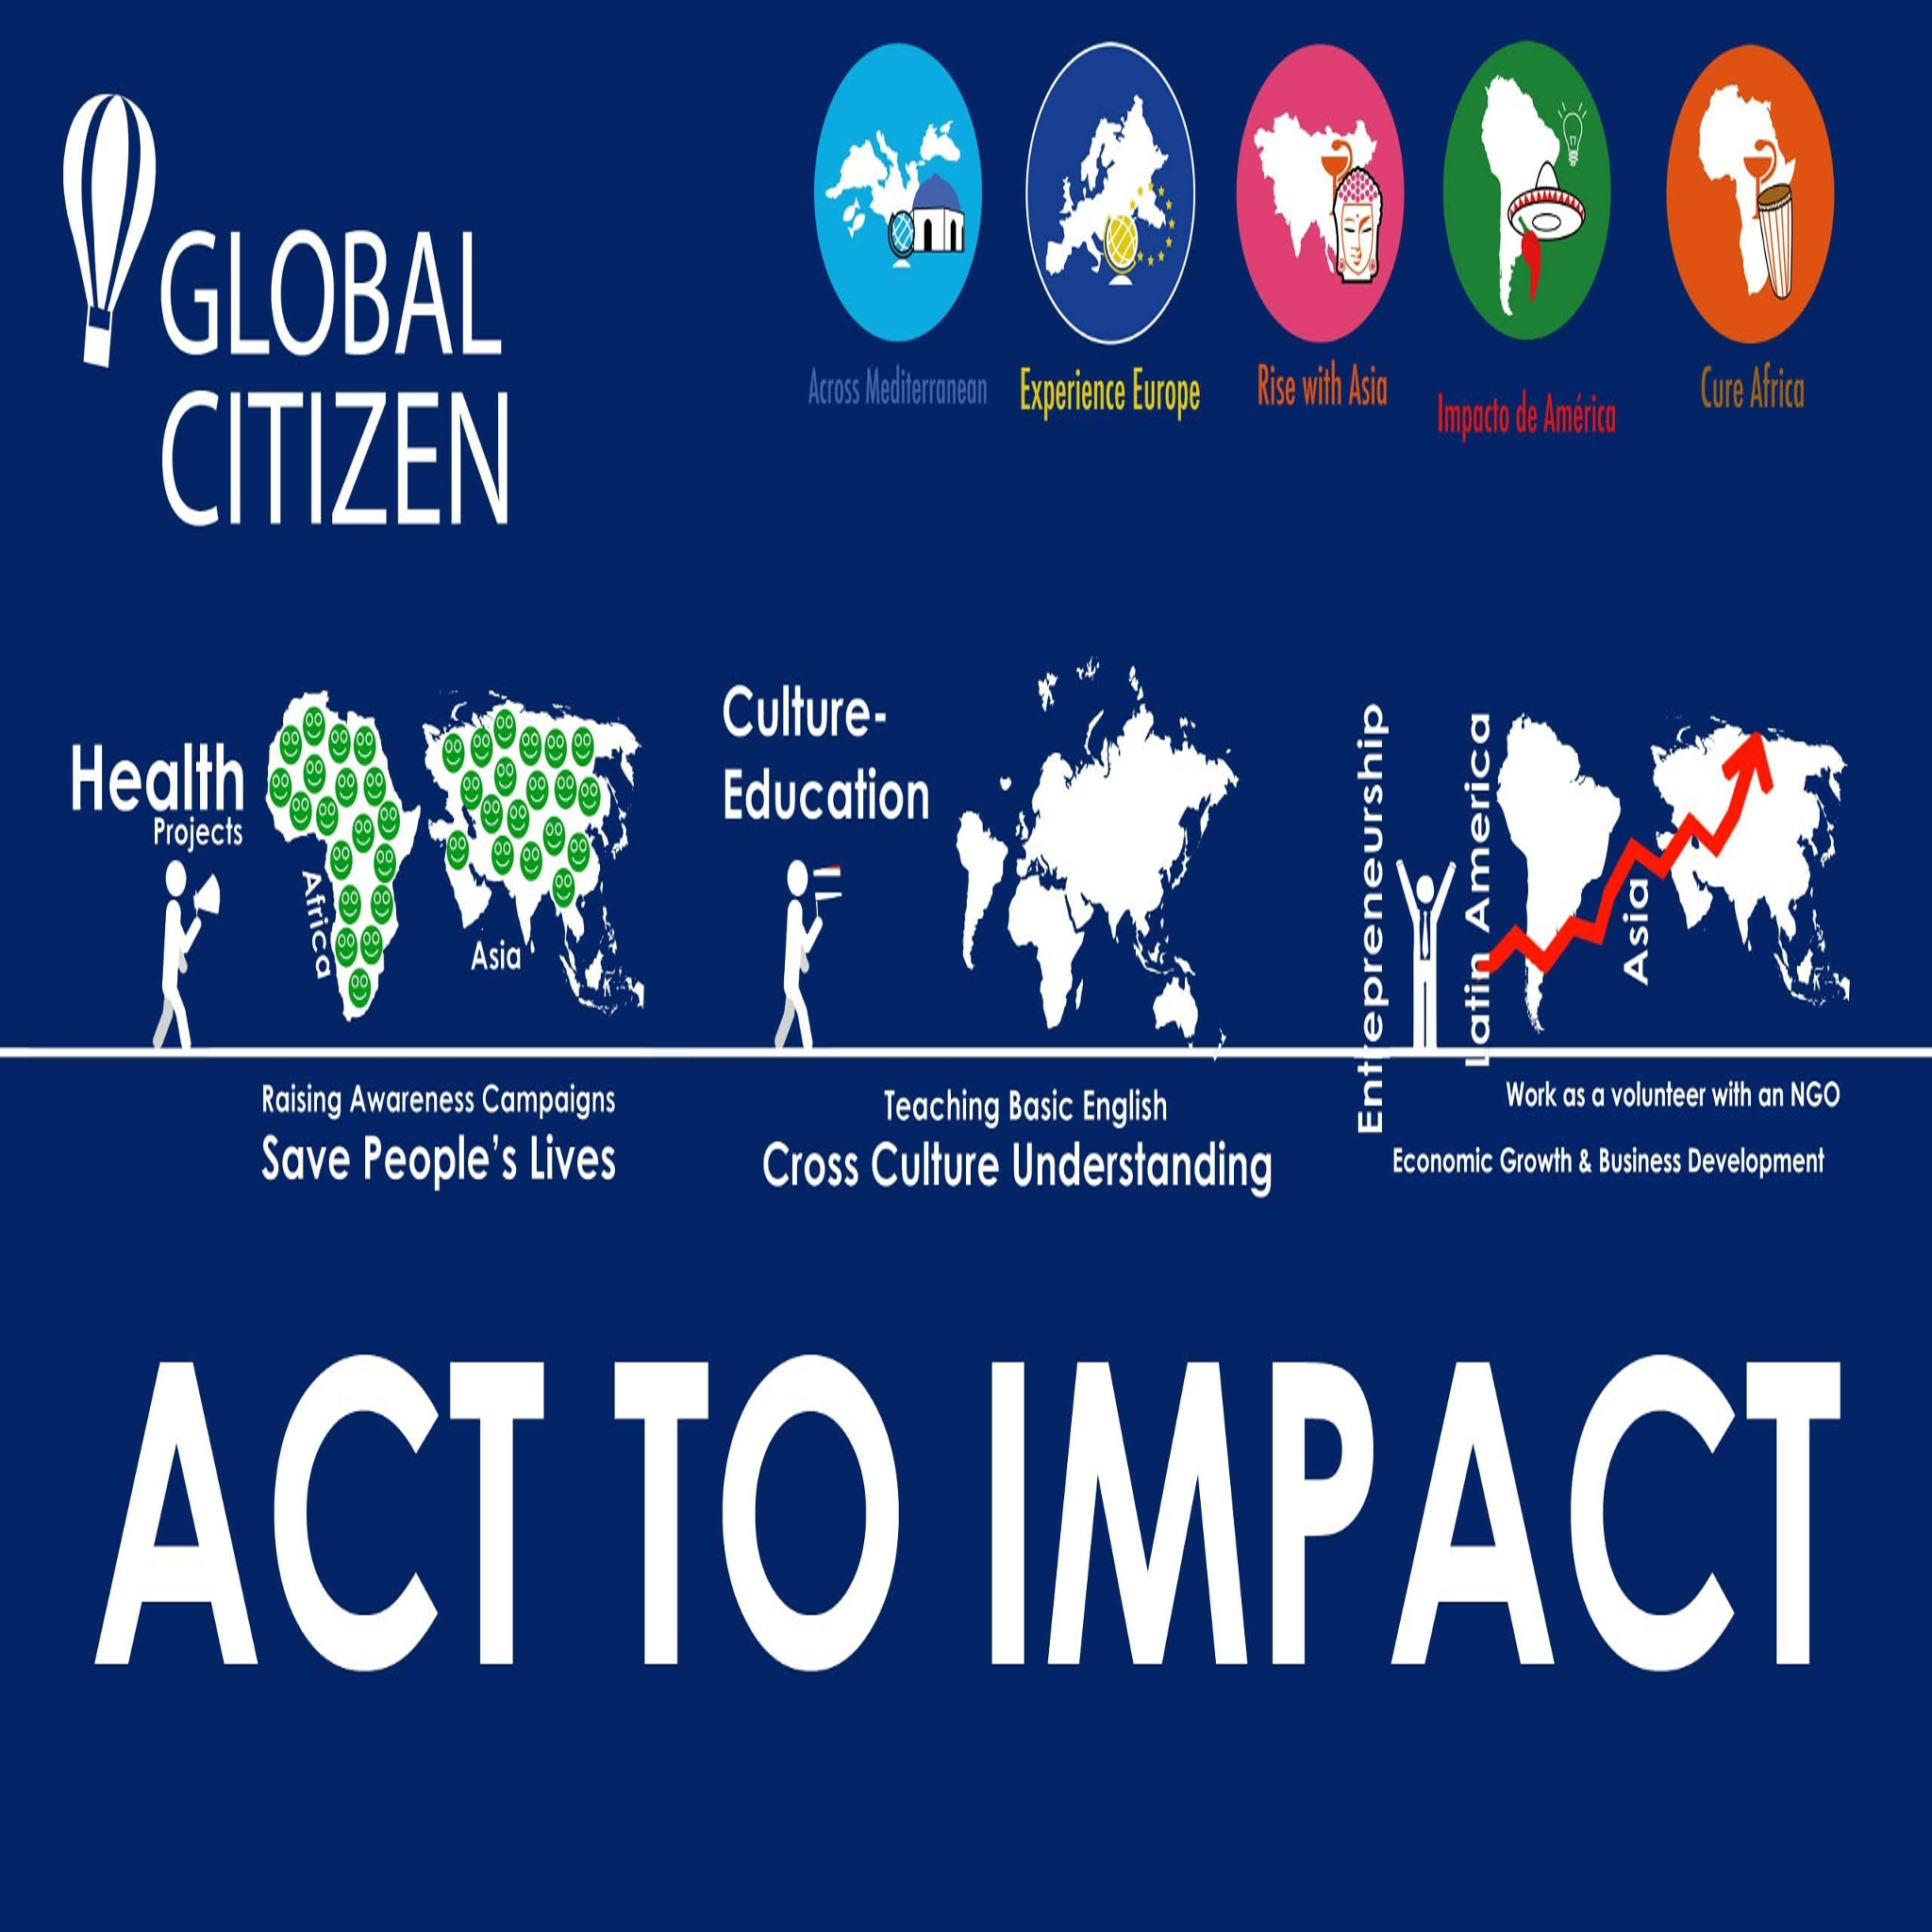 GLOBAL
CITIZEN
Across Mediterranean
Experience Europe
Rise with Asia
Impacto de América
Cure Africa
Health
Projects
Africa
Asia
Culture-
Education
Entrepreneurship
Latin America
Asia
Raising Awareness Campaigns
Save People's Lives
Teaching Basic English
Cross Culture Understanding
Work as a volunteer with an NGO
Economic Growth & Business Development
ACT TO IMPACT